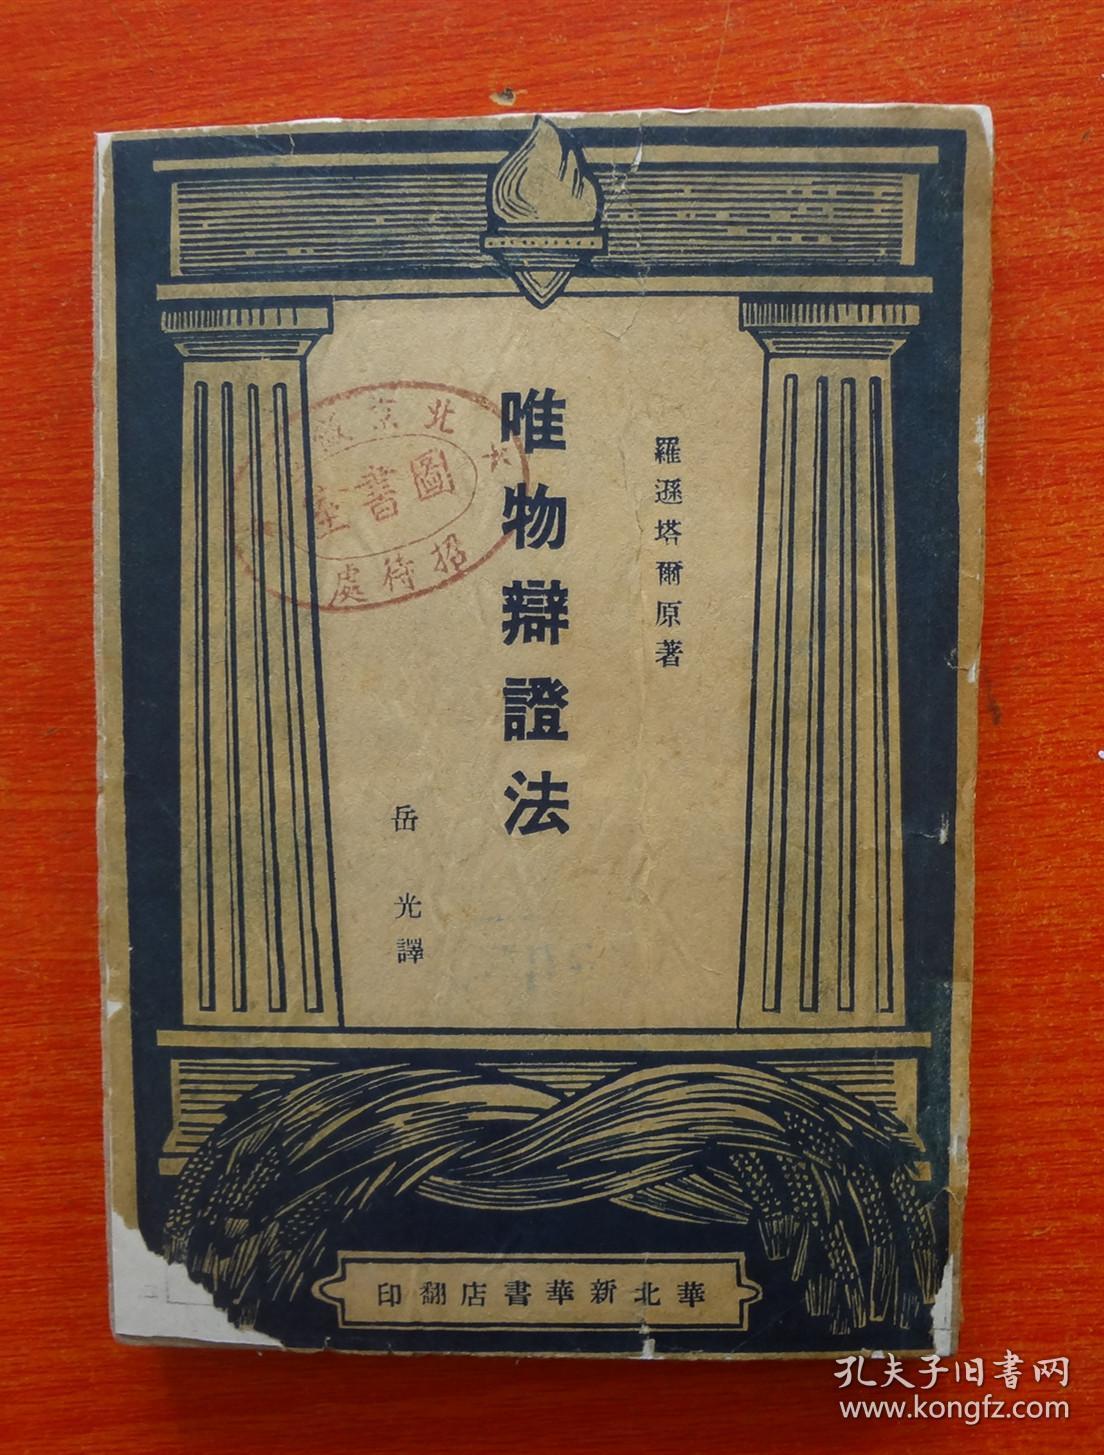 羅遜塔爾原著
唯物辯證法
岳光譯
北京
圖書室
招待處
華北新華書店翻印
孔夫子旧书网
www.kongfz.com